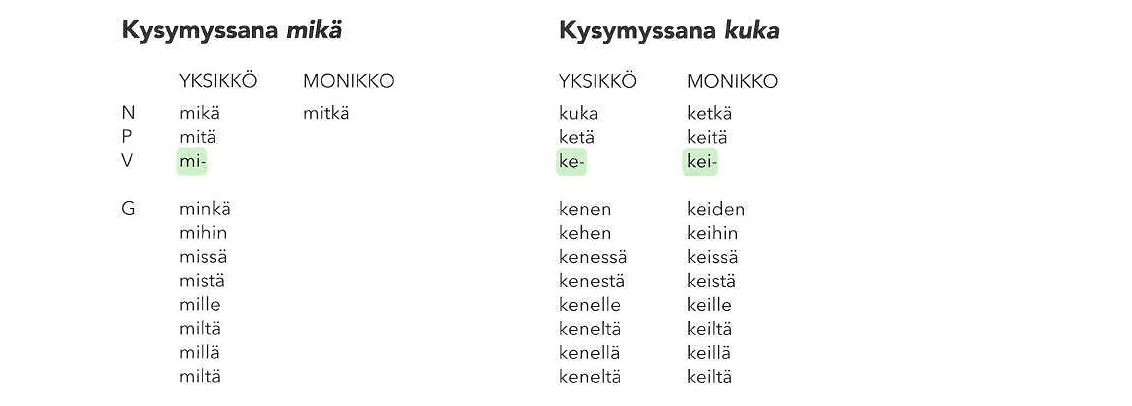 Kysymyssana mikä
YKSIKKÖ MONIKKO
N mikä mitkä
P mitä
V mi-
G minkä
mihin
missä
mistä
mille
miltä
millä
miltä
Kysymyssana kuka
YKSIKKÖ MONIKKO
kuka ketkä
ketä keitä
ke- kei-
kenen keiden
kehen keihin
kenessä keissä
kenestä keistä
kenelle keille
keneltä keiltä
kenellä keillä
keneltä keiltä